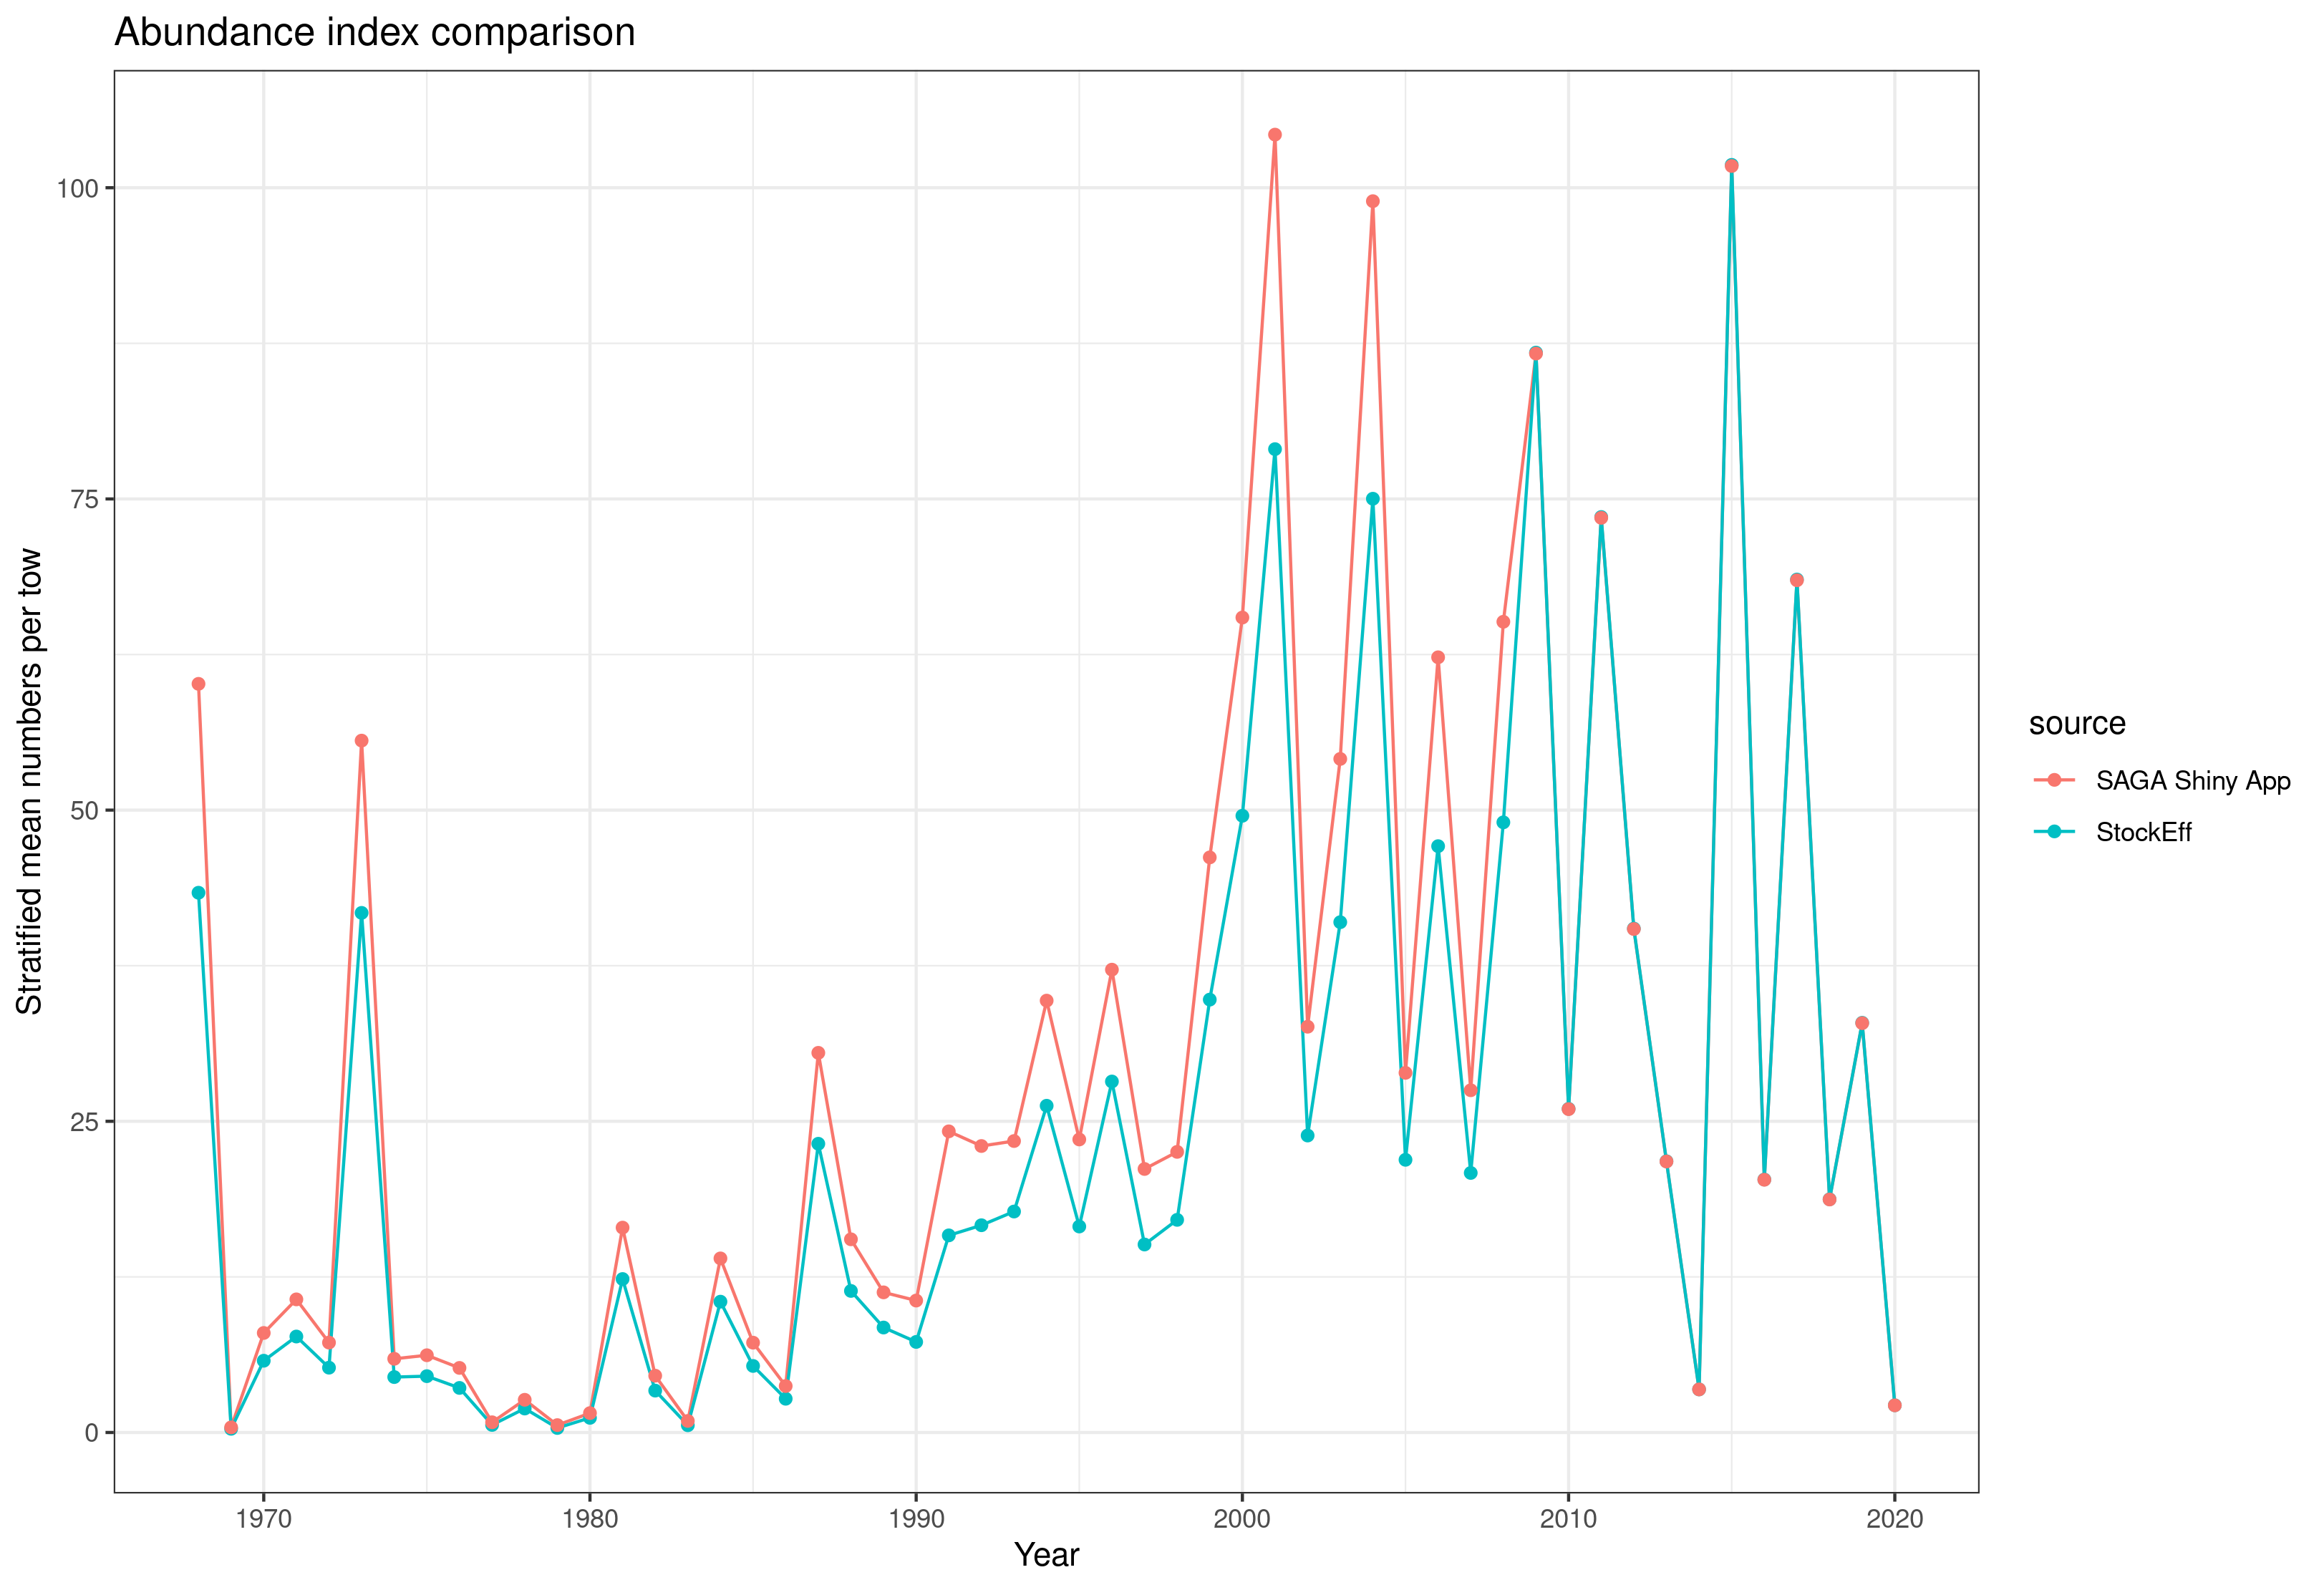 Abundance index comparison
Stratified mean numbers per tow
100
75
50
25
0
1970 1980 1990 2000 2010 2020
Year
source
SAGA Shiny App
StockEff